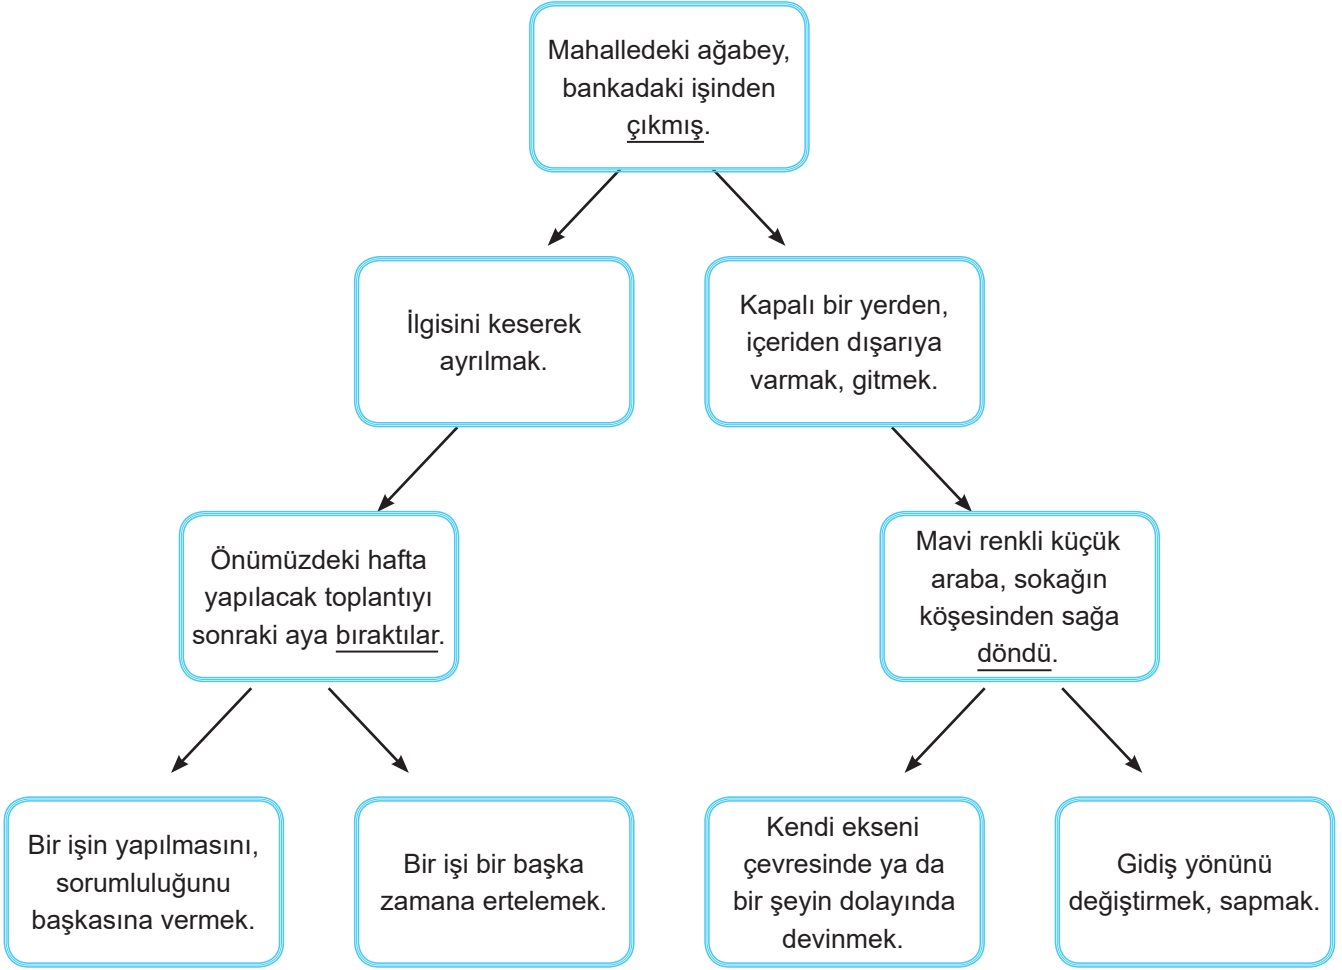 Mahalledeki ağabey,
bankadaki işinden
çıkmış.
İlgisini keserek
ayrılmak.
Kapalı bir yerden,
içeriden dışarıya
varmak, gitmek.
Önümüzdeki hafta
yapılacak toplantıyı
sonraki aya bıraktılar.
Mavi renkli küçük
araba, sokağın
köşesinden sağa
döndü.
Bir işin yapılmasını,
sorumluluğunu
başkasına vermek.
Bir işi bir başka
zamana ertelemek.
Kendi ekseni
çevresinde ya da
bir şeyin dolayında
devinmek.
Gidiş yönünü
değiştirmek, sapmak.